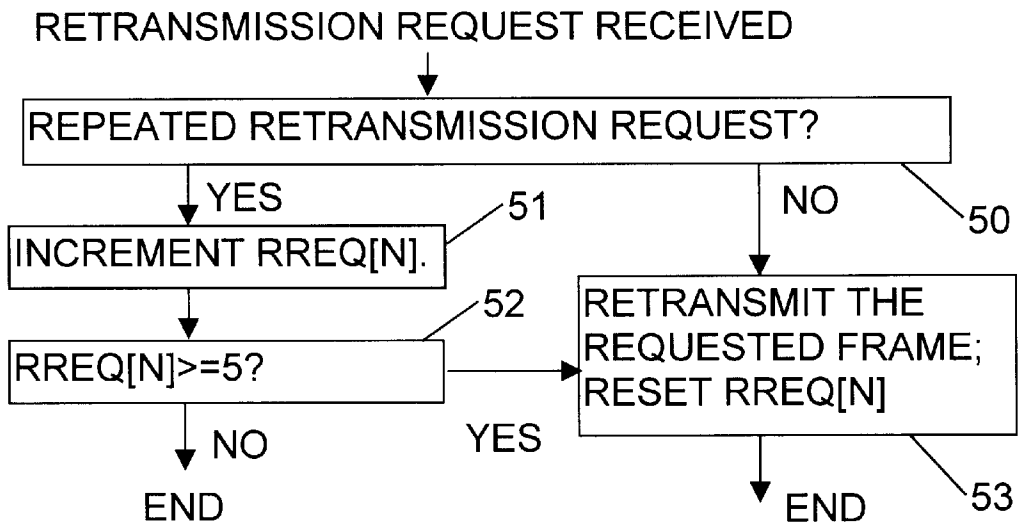 RETRANSMISSION REQUEST RECEIVED
REPEATED RETRANSMISSION REQUEST?
YES
NO
50
51
INCREMENT RREQ[N].
52
RREQ[N]>=5?
RETRANSMIT THE
REQUESTED FRAME;
RESET RREQ[N]
NO
YES
53
END
END